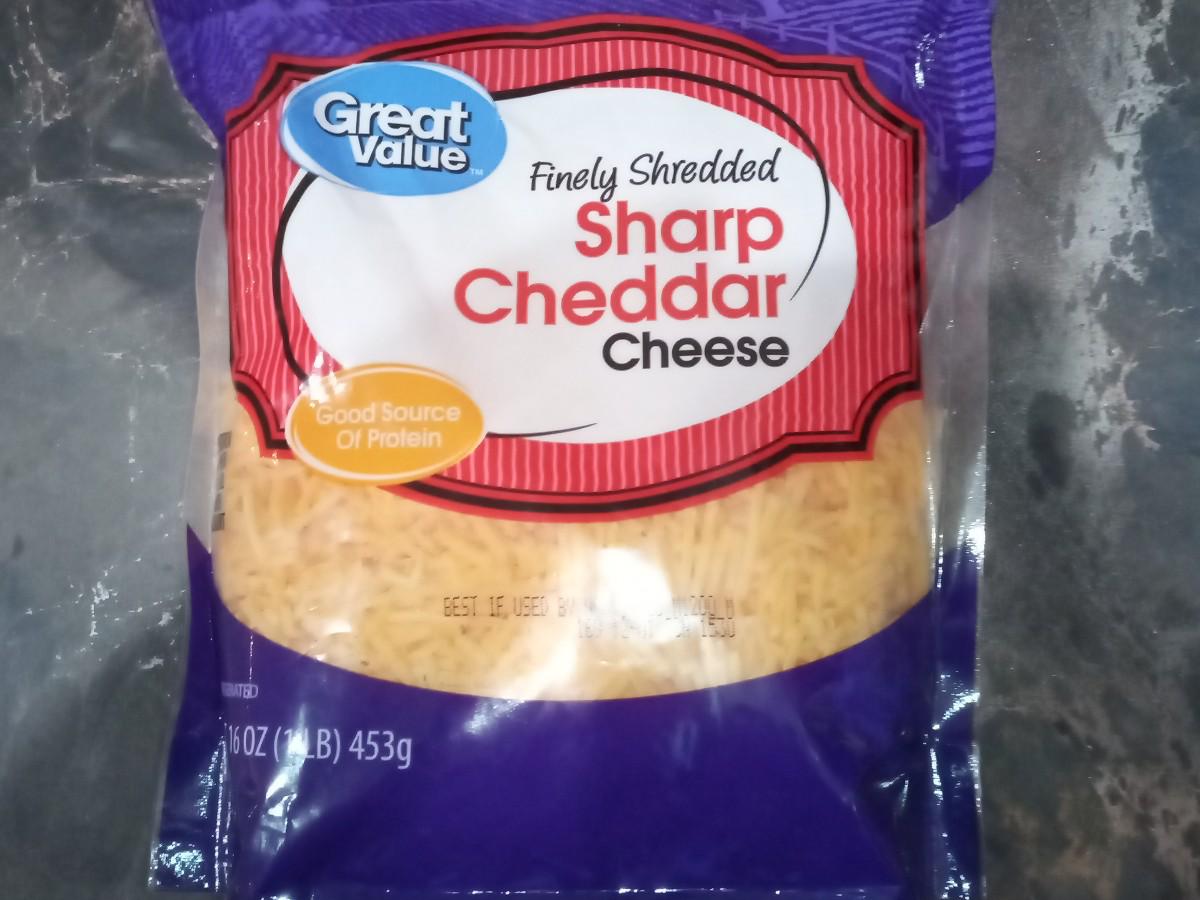 Great
Value™
Finely Shredded
Sharp
Cheddar
Cheese
Good Source
Of Protein
BEST IF USED BY
16 OZ (1 LB) 453g